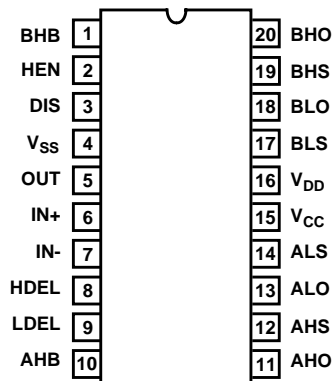 BHB 1 20 BHO
HEN 2 19 BHS
DIS 3 18 BLO
VSS 4 17 BLS
OUT 5 16 VDD
IN+ 6 15 VCC
IN- 7 14 ALS
HDEL 8 13 ALO
LDEL 9 12 AHS
AHB 10 11 AHO